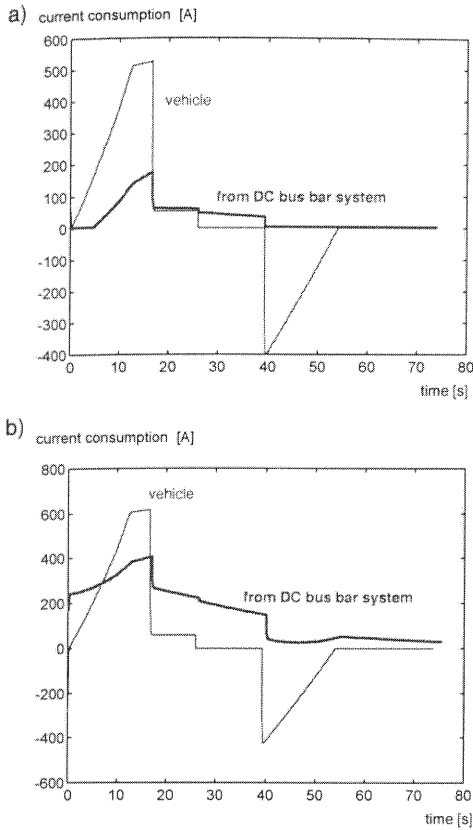 a) current consumption [A]
600
500
vehicle
400
300
200
from DC bus bar system
100
0
-100
-200
-300
-400
0 10 20 30 40 50 60 70 80
time [s]
b) current consumption [A]
800
vehicle
600
400
from DC bus bar system
200
0
-200
-400
-600
0 10 20 30 40 50 60 70 80
time [s]